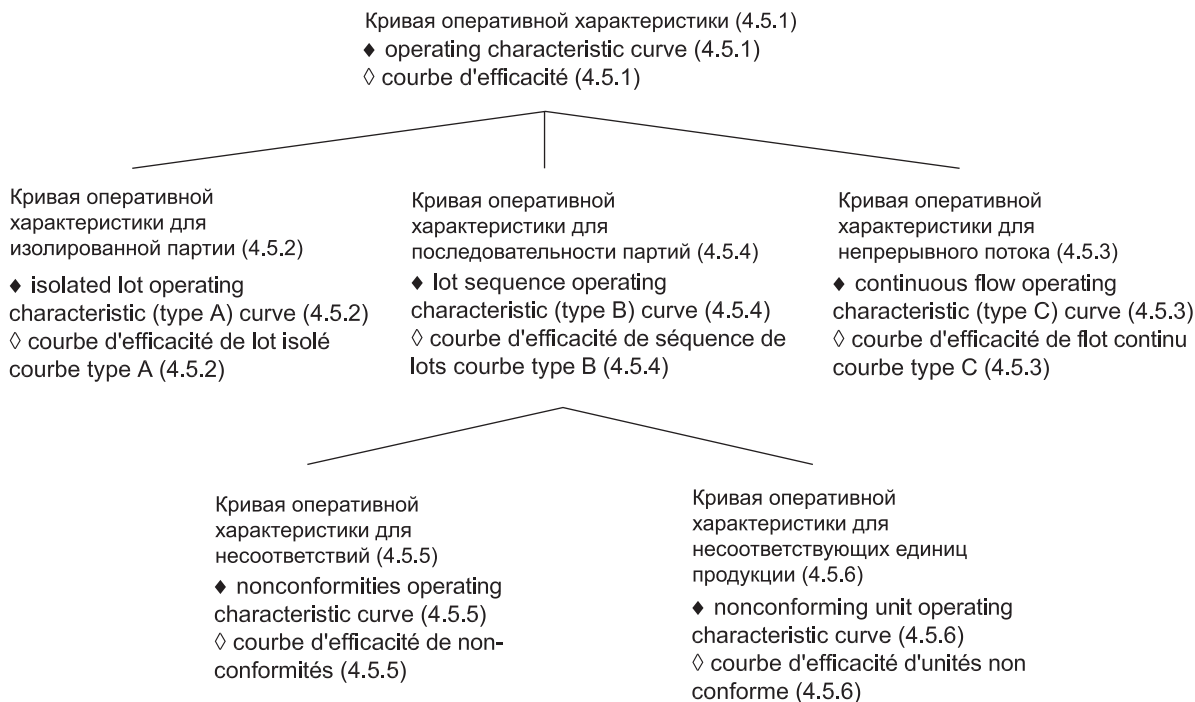 Кривая оперативной характеристики (4.5.1)
♦ operating characteristic curve (4.5.1)
◊ courbe d'efficacité (4.5.1)
Кривая оперативной
характеристики для
изолированной партии (4.5.2)
♦ isolated lot operating
characteristic (type A) curve (4.5.2)
◊ courbe d'efficacité de lot isolé
courbe type A (4.5.2)
Кривая оперативной
характеристики для
последовательности партий (4.5.4)
♦ lot sequence operating
characteristic (type B) curve (4.5.4)
◊ courbe d'efficacité de séquence de
lots courbe type B (4.5.4)
Кривая оперативной
характеристики для
непрерывного потока (4.5.3)
♦ continuous flow operating
characteristic (type C) curve (4.5.3)
◊ courbe d'efficacité de flot continu
courbe type C (4.5.3)
Кривая оперативной
характеристики для
несоответствий (4.5.5)
♦ nonconformities operating
characteristic curve (4.5.5)
◊ courbe d'efficacité de non-
conformités (4.5.5)
Кривая оперативной
характеристики для
несоответствующих единиц
продукции (4.5.6)
♦ nonconforming unit operating
characteristic curve (4.5.6)
◊ courbe d'efficacité d'unités non
conforme (4.5.6)